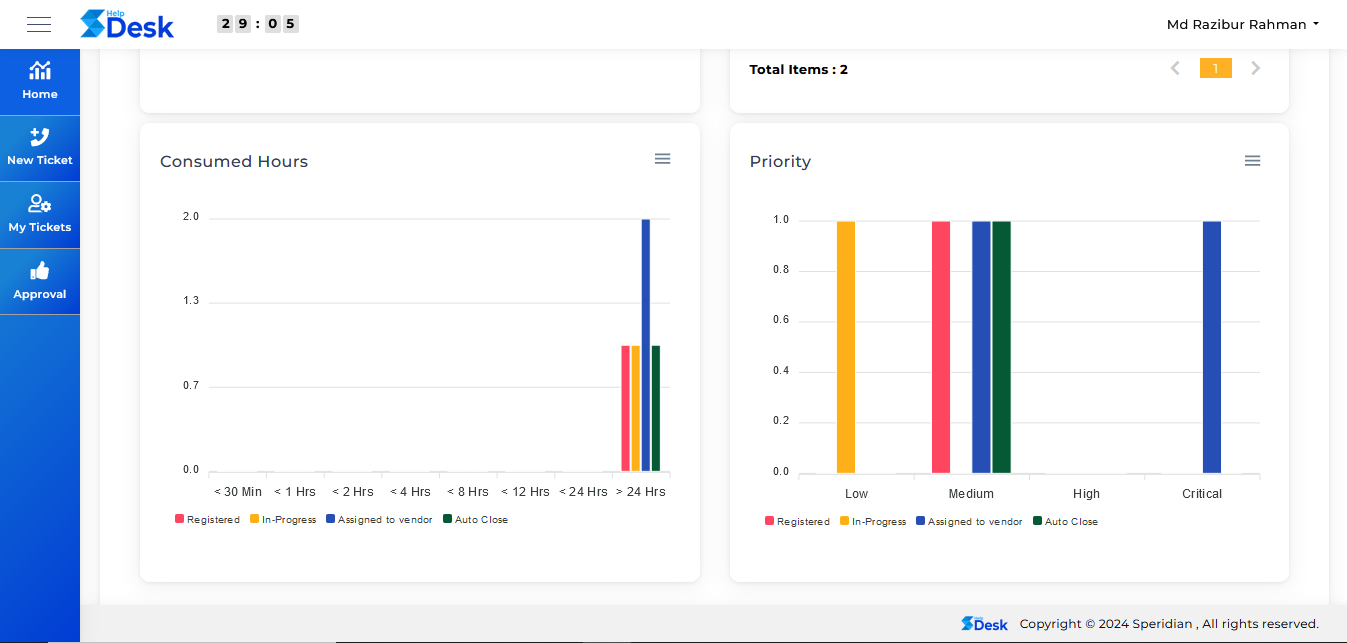 Help
Desk
29:05
Md Razibur Rahman
Home
New Ticket
My Tickets
Approval
Total Items : 2
1
Consumed Hours
2.0
1.3
0.7
0.0
< 30 Min < 1 Hrs < 2 Hrs < 4 Hrs < 8 Hrs < 12 Hrs < 24 Hrs > 24 Hrs
Registered In-Progress Assigned to vendor Auto Close
Priority
1.0
0.8
0.6
0.4
0.2
0.0
Low Medium High Critical
Registered In-Progress Assigned to vendor Auto Close
Desk Copyright © 2024 Speridian , All rights reserved.